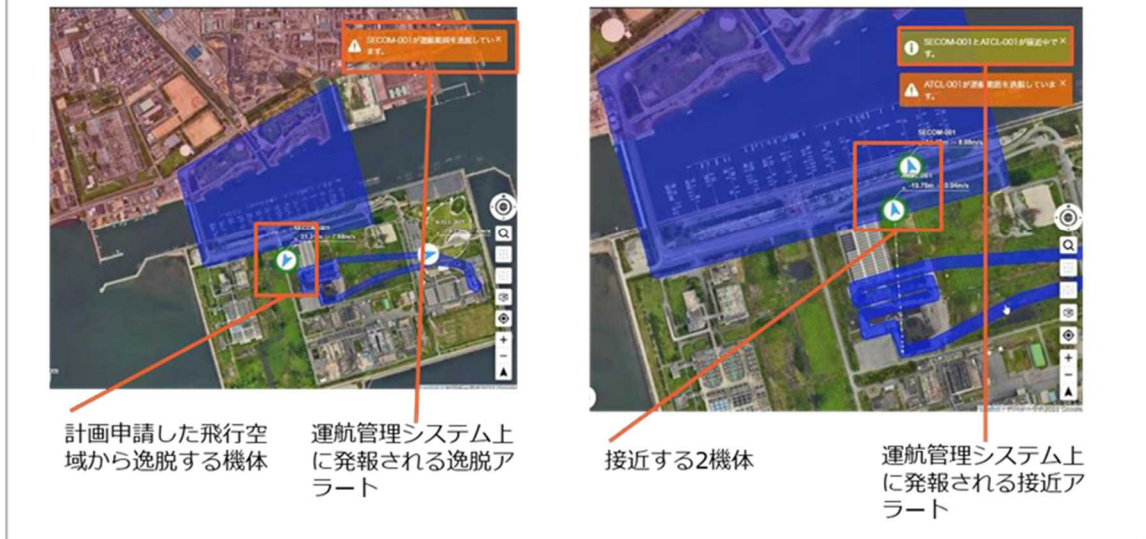 SECOM-001が運航範囲を逸脱してい
ます。
SECOM-001
計画申請した飛行空
域から逸脱する機体
運航管理システム上
に発報される逸脱ア
ラート
SECOM-001とATCL-001が接近中で
す。
ATCL-001が運航範囲を逸脱していま
す。
SECOM-001
接近する2機体
運航管理システム上
に発報される接近ア
ラート